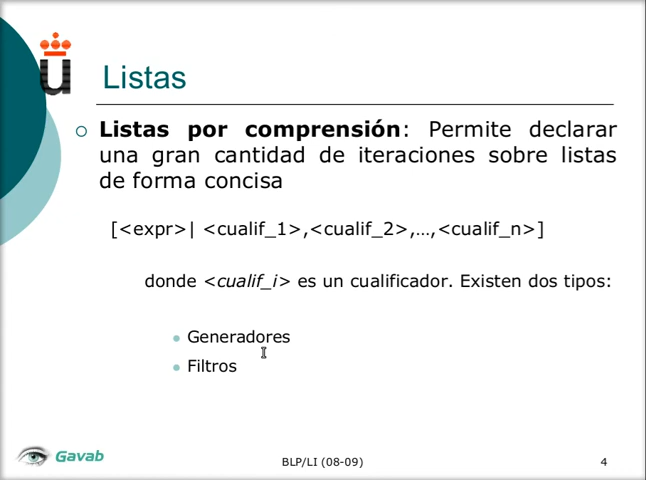 u
Listas
Listas por comprensión: Permite declarar
una gran cantidad de iteraciones sobre listas
de forma concisa
[<expr>| <cualif_1>,<cualif_2>,…,<cualif_n>]
donde <cualif_i> es un cualificador. Existen dos tipos:
Generadores
Filtros
Gavab
BLP/LI (08-09)
4